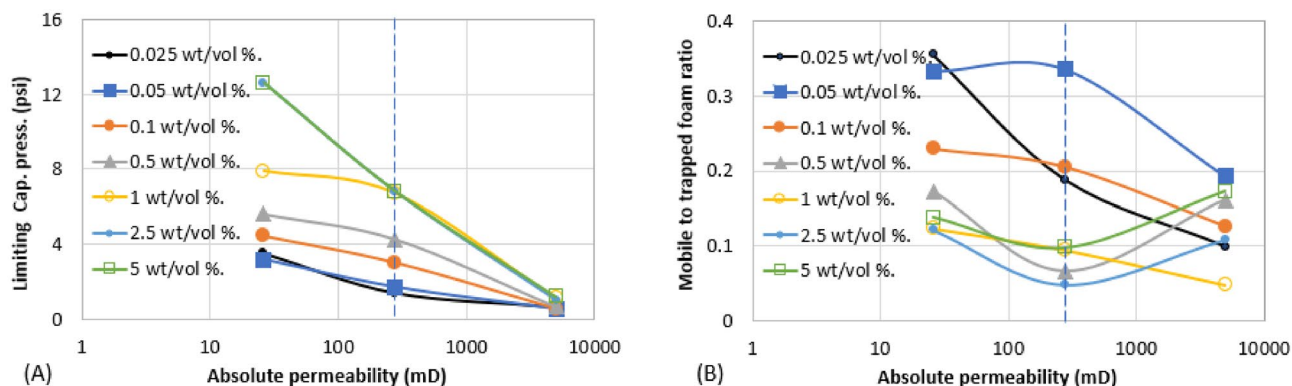 16
12
8
4
0
Limiting Cap. press. (psi)
0.025 wt/vol %.
0.05 wt/vol %.
0.1 wt/vol %.
0.5 wt/vol %.
1 wt/vol %.
2.5 wt/vol %.
5 wt/vol %.
1
10
100
1000
10000
(A)
Absolute permeability (mD)
0.4
0.3
0.2
0.1
0
Mobile to trapped foam ratio
0.025 wt/vol %.
0.05 wt/vol %.
0.1 wt/vol %.
0.5 wt/vol %.
1 wt/vol %.
2.5 wt/vol %.
5 wt/vol %.
1
10
100
1000
10000
(B)
Absolute permeability (mD)